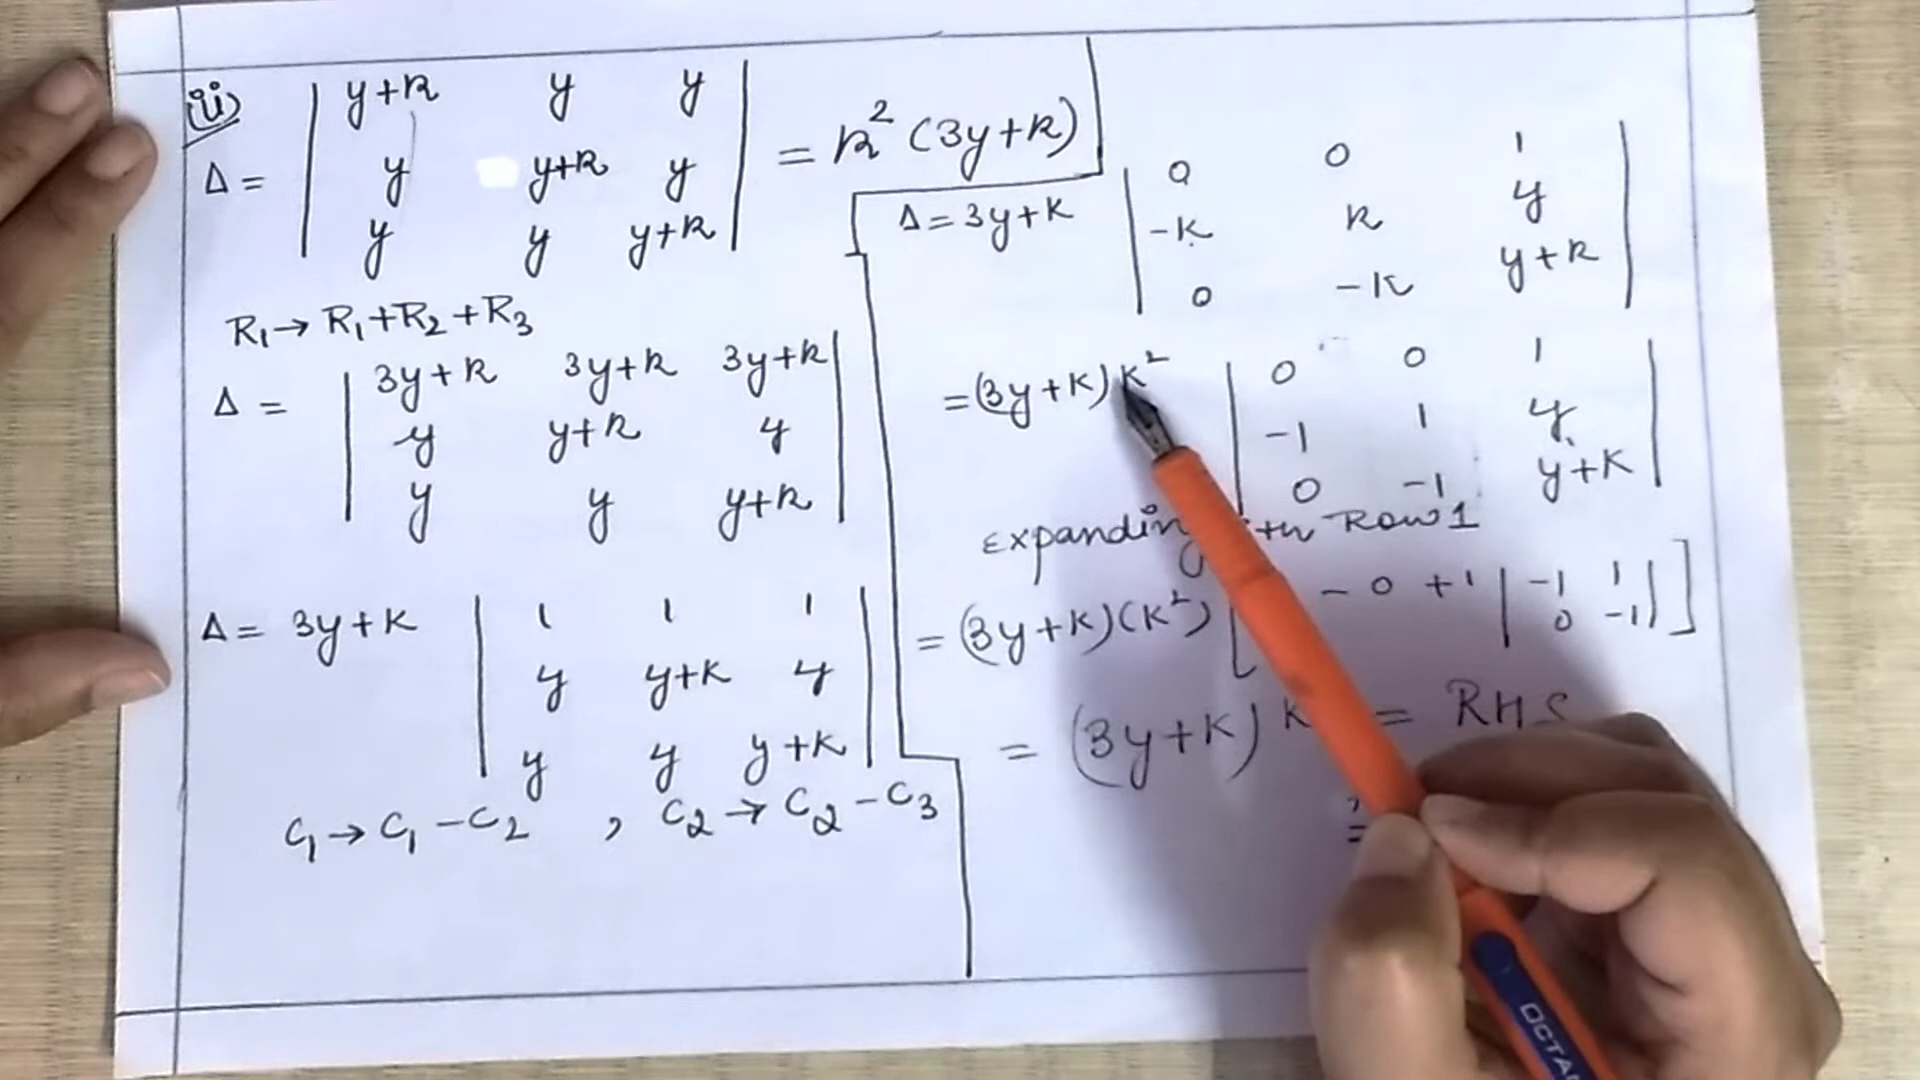 (ii)
Δ = | y+k y y |
| y y+k y | = k² (3y+k)
| y y y+k |
R₁→ R₁+R₂+R₃
Δ = | 3y+k 3y+k 3y+k |
| y y+k y |
| y y y+k |
Δ = 3y+k | 1 1 1 |
| y y+k y |
| y y y+k |
C₁→ C₁-C₂ , C₂→ C₂-C₃
Δ = 3y+k | 0 0 1 |
| -k k y |
| 0 -k y+k |
= (3y+k) k² | 0 0 1 |
| -1 1 y |
| 0 -1 y+k |
Expanding Row 1
= (3y+k)(k²) [ - 0 + 1 | -1 1 |
| 0 -1 | ]
= (3y+k) k = RHS
OCTA